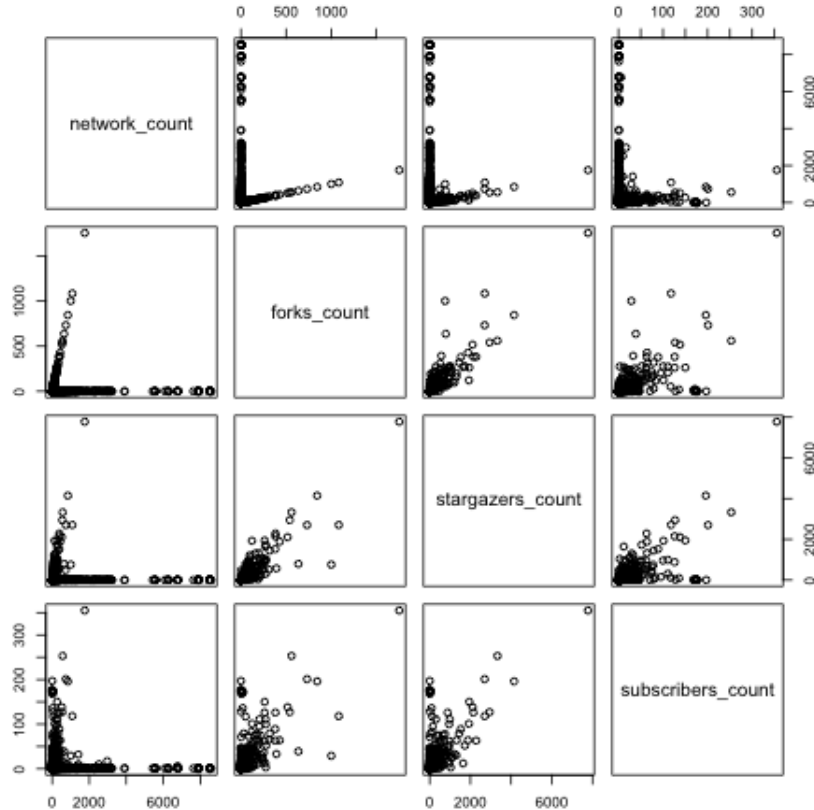 0 500 1000 0 100 200 300
network_count
0 2000 6000
0 500 1000
forks_count
stargazers_count
0 2000 6000
0 100 200 300
subscribers_count
0 2000 6000 0 2000 6000